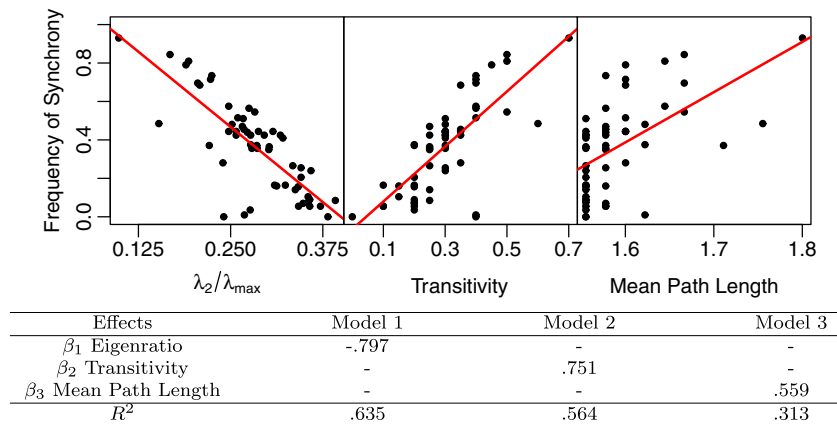 Frequency of Synchrony
0.8
0.4
0.0
0.125 0.250 0.375 0.1 0.3 0.5 0.7 1.6 1.7 1.8
λ₂/λmax Transitivity Mean Path Length
Effects Model 1 Model 2 Model 3
β₁ Eigenratio -.797 - -
β₂ Transitivity - .751 -
β₃ Mean Path Length - - .559
R² .635 .564 .313